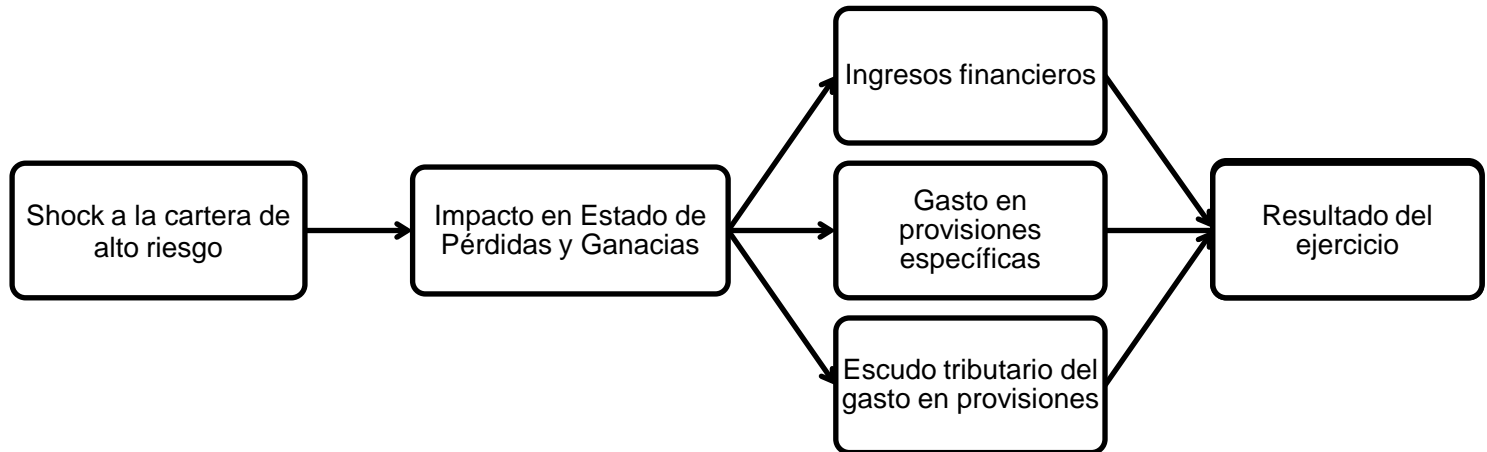 Shock a la cartera de
alto riesgo
Impacto en Estado de
Pérdidas y Ganacias
Ingresos financieros
Gasto en
provisiones
específicas
Escudo tributario del
gasto en provisiones
Resultado del
ejercicio